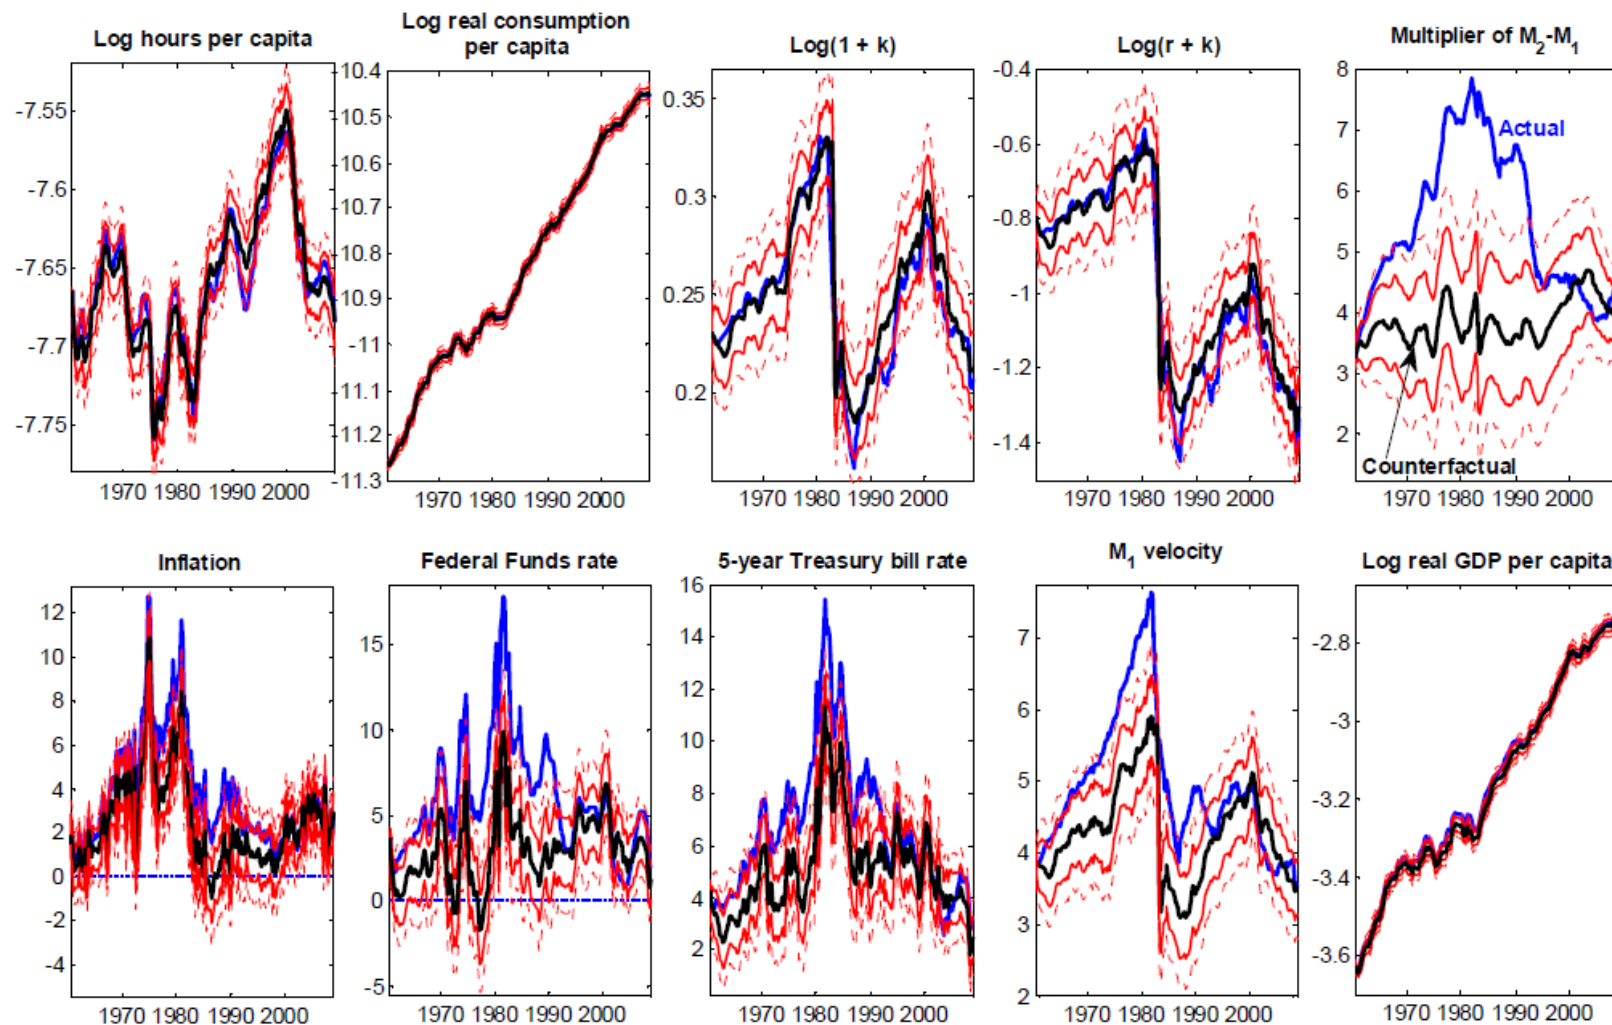 Log hours per capita
-7.55
-7.6
-7.65
-7.7
-7.75
1970 1980 1990 2000
Log real consumption
per capita
10.4
10.5
10.6
10.7
10.8
10.9
-11
11.1
11.2
-11.3
1970 1980 1990 2000
Log(1 + k)
0.35
0.3
0.25
0.2
1970 1980 1990 2000
Log(r + k)
-0.4
-0.6
-0.8
-1
-1.2
-1.4
1970 1980 1990 2000
Multiplier of M2-M1
8
7
6
5
4
3
2
Actual
Counterfactual
1970 1980 1990 2000
Inflation
12
10
8
6
4
2
0
-2
-4
1970 1980 1990 2000
Federal Funds rate
15
10
5
0
-5
1970 1980 1990 2000
5-year Treasury bill rate
16
14
12
10
8
6
4
2
1970 1980 1990 2000
M1 velocity
7
6
5
4
3
2
1970 1980 1990 2000
Log real GDP per capita
-2.8
-3
-3.2
-3.4
-3.6
1970 1980 1990 2000